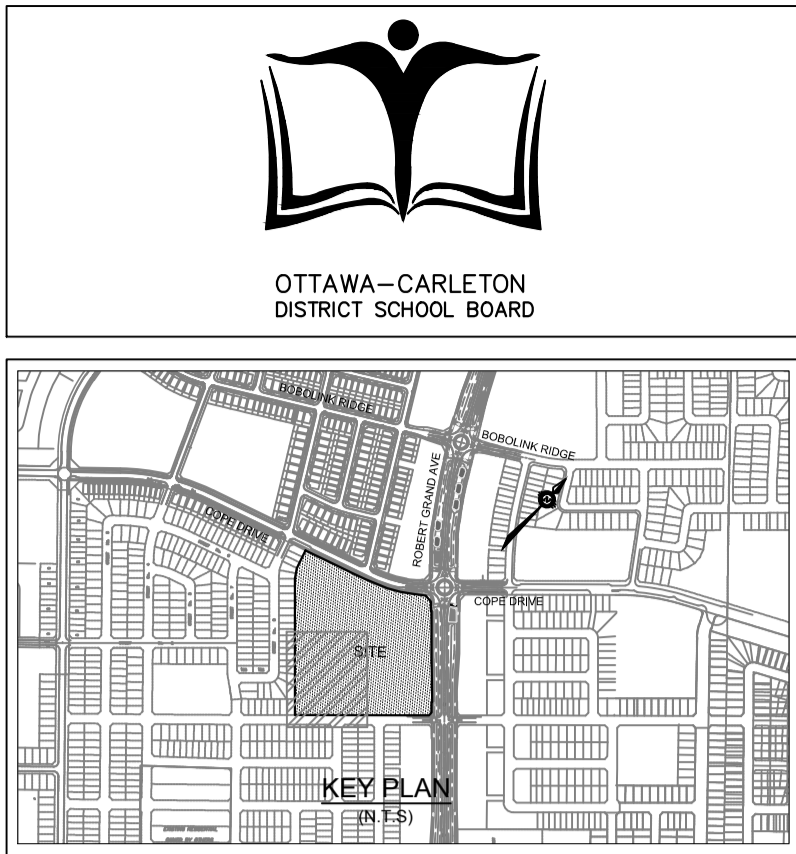 OTTAWA-CARLETON
DISTRICT SCHOOL BOARD
BOBOLINK RIDGE
BOBOLINK RIDGE
ROBERT GRAND AVE
COPE DRIVE
COPE DRIVE
SITE
KEY PLAN
(N.T.S)